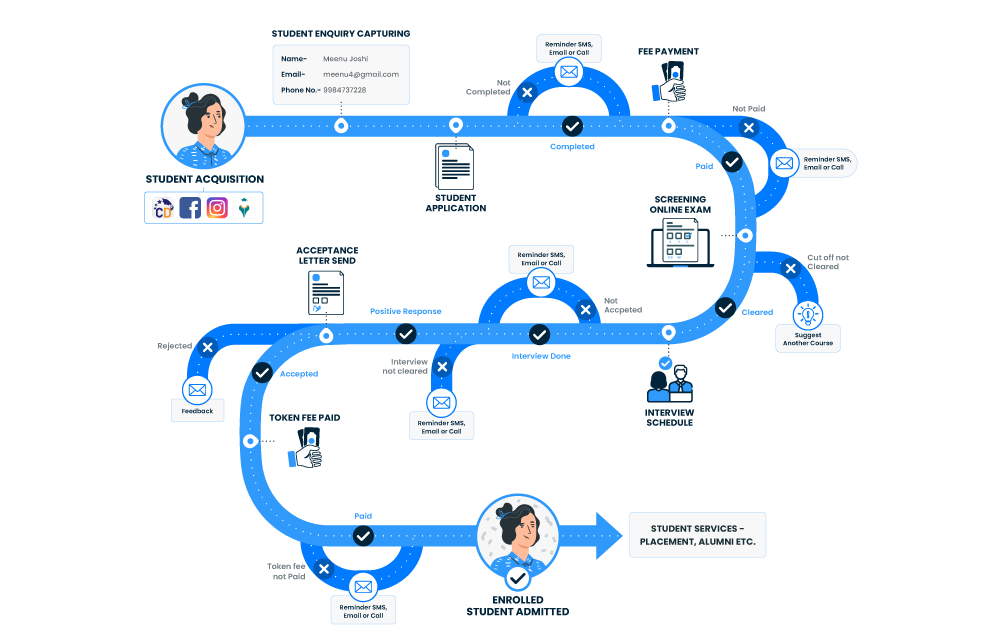 STUDENT ENQUIRY CAPTURING
Name- Meenu Joshi
Email- meenu4@gmail.com
Phone No.- 9984737228
Reminder SMS,
Email or Call
FEE PAYMENT
Not
Completed
Not Paid
Completed
Paid
Reminder SMS,
Email or Call
STUDENT ACQUISITION
CD
STUDENT
APPLICATION
SCREENING
ONLINE EXAM
ACCEPTANCE
LETTER SEND
Reminder SMS,
Email or Call
Cut off not
Cleared
Positive Response
Not
Accpeted
Cleared
Suggest
Another Course
Rejected
Interview
not cleared
Interview Done
Accepted
Feedback
Reminder SMS,
Email or Call
INTERVIEW
SCHEDULE
TOKEN FEE PAID
Paid
STUDENT SERVICES -
PLACEMENT, ALUMNI ETC.
Token fee
not Paid
Reminder SMS,
Email or Call
ENROLLED
STUDENT ADMITTED